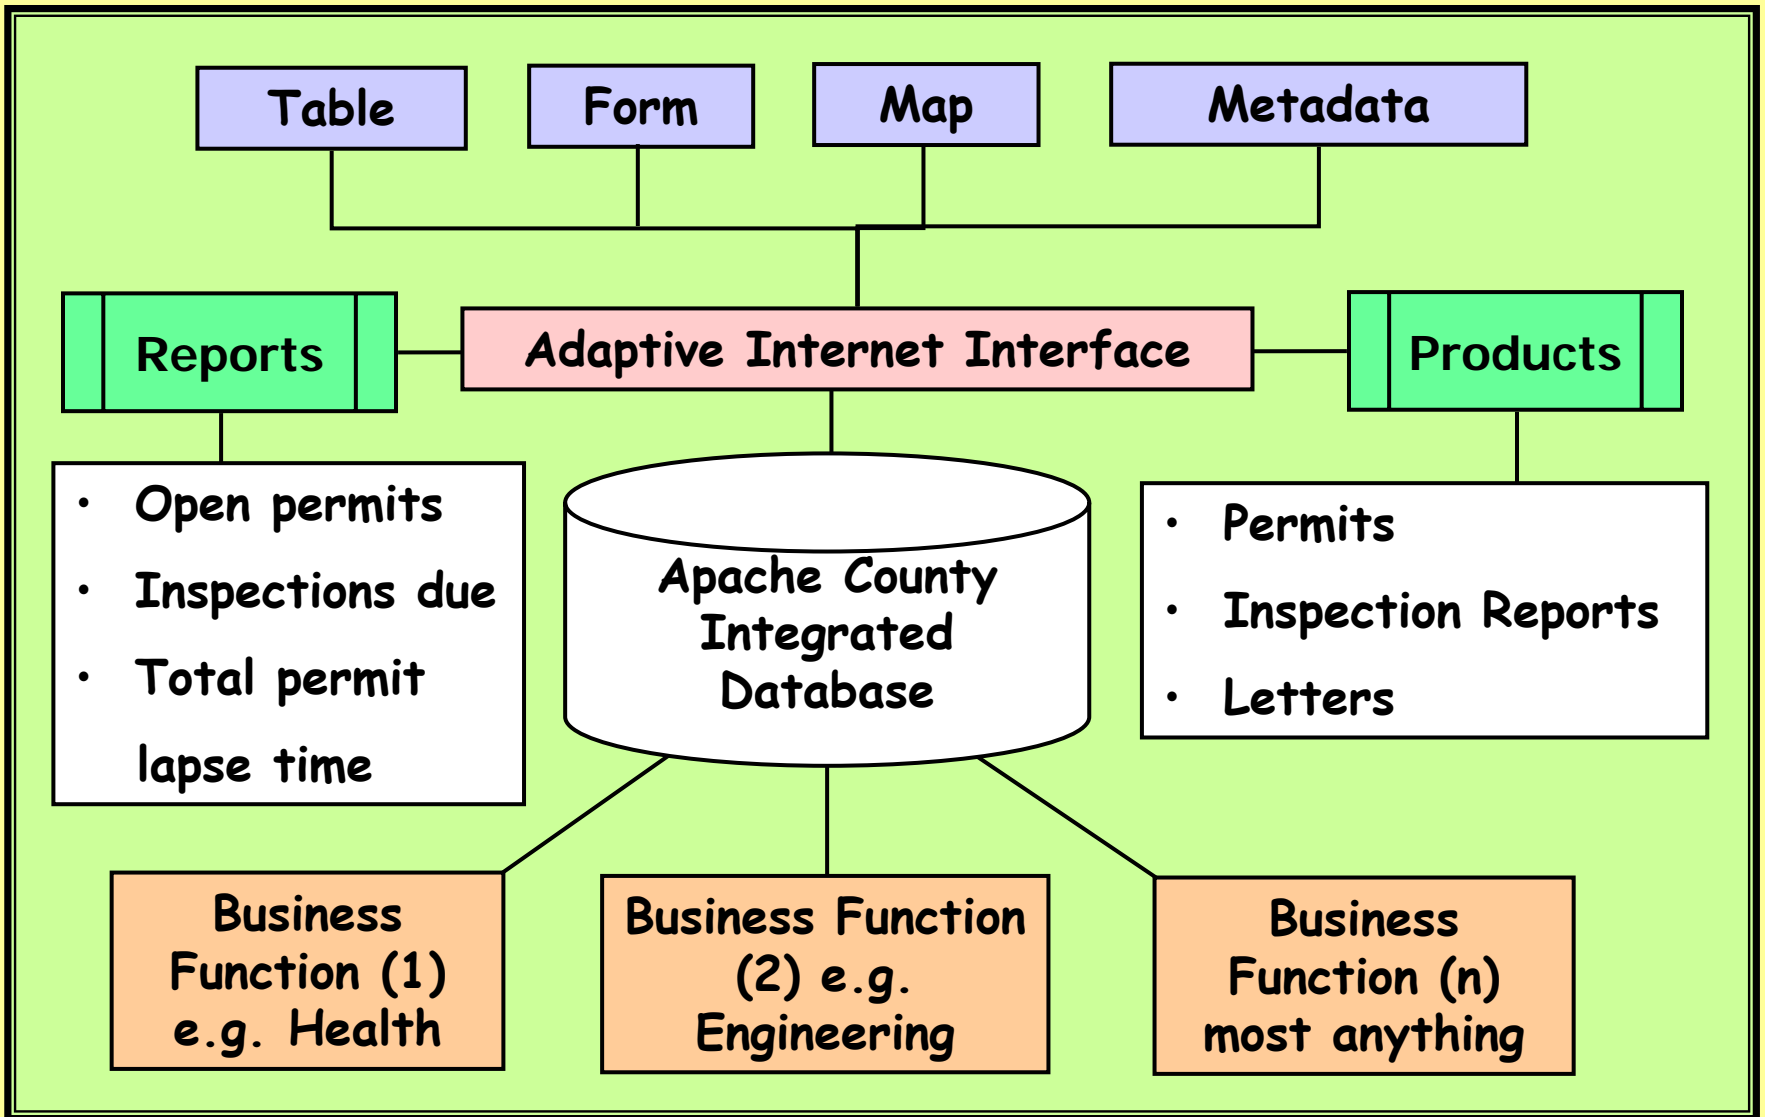 Table
Form
Map
Metadata
Reports
Adaptive Internet Interface
Products
• Open permits
• Inspections due
• Total permit
lapse time
Apache County
Integrated
Database
• Permits
• Inspection Reports
• Letters
Business
Function (1)
e.g. Health
Business Function
(2) e.g.
Engineering
Business
Function (n)
most anything